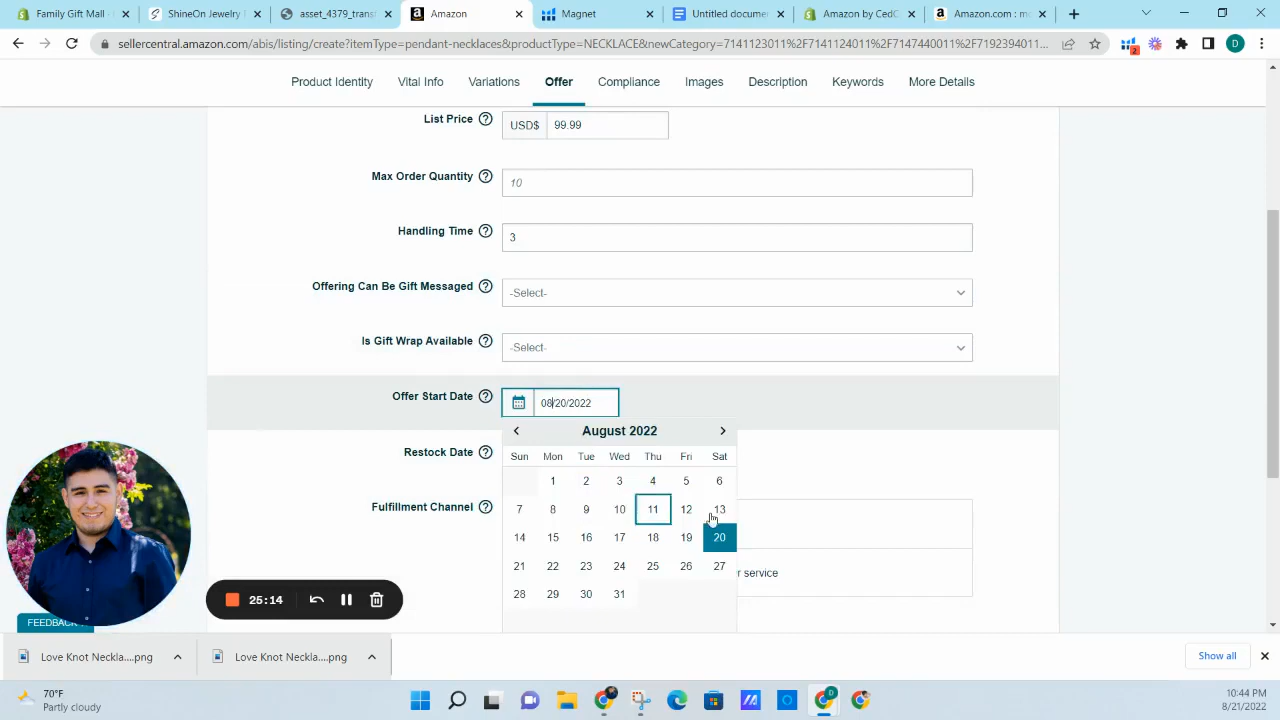 Family Gift Mall -
ShineOn Jewelry
asset_4379_transf
Amazon
Magnet
Untitled docume
Amazon by CedC
Amazon.com : mo
sellercentral.amazon.com/abis/listing/create?itemType=pendant-necklaces&productType=NECKLACE&newCategory=7141123011%2F7141124011%2F7147440011%2F7192394011%2F...
2
D
Product Identity
Vital Info
Variations
Offer
Compliance
Images
Description
Keywords
More Details
List Price
USD$
99.99
Max Order Quantity
10
Handling Time
3
Offering Can Be Gift Messaged
-Select-
Is Gift Wrap Available
-Select-
Offer Start Date
08/20/2022
August 2022
Sun Mon Tue Wed Thu Fri Sat
1 2 3 4 5 6
7 8 9 10 11 12 13
14 15 16 17 18 19 20
21 22 23 24 25 26 27
28 29 30 31
Restock Date
Fulfillment Channel
r service
25:14
FEEDBACK
Love Knot Neckla....png
Love Knot Neckla....png
Show all
70°F
Partly cloudy
10:44 PM
8/21/2022